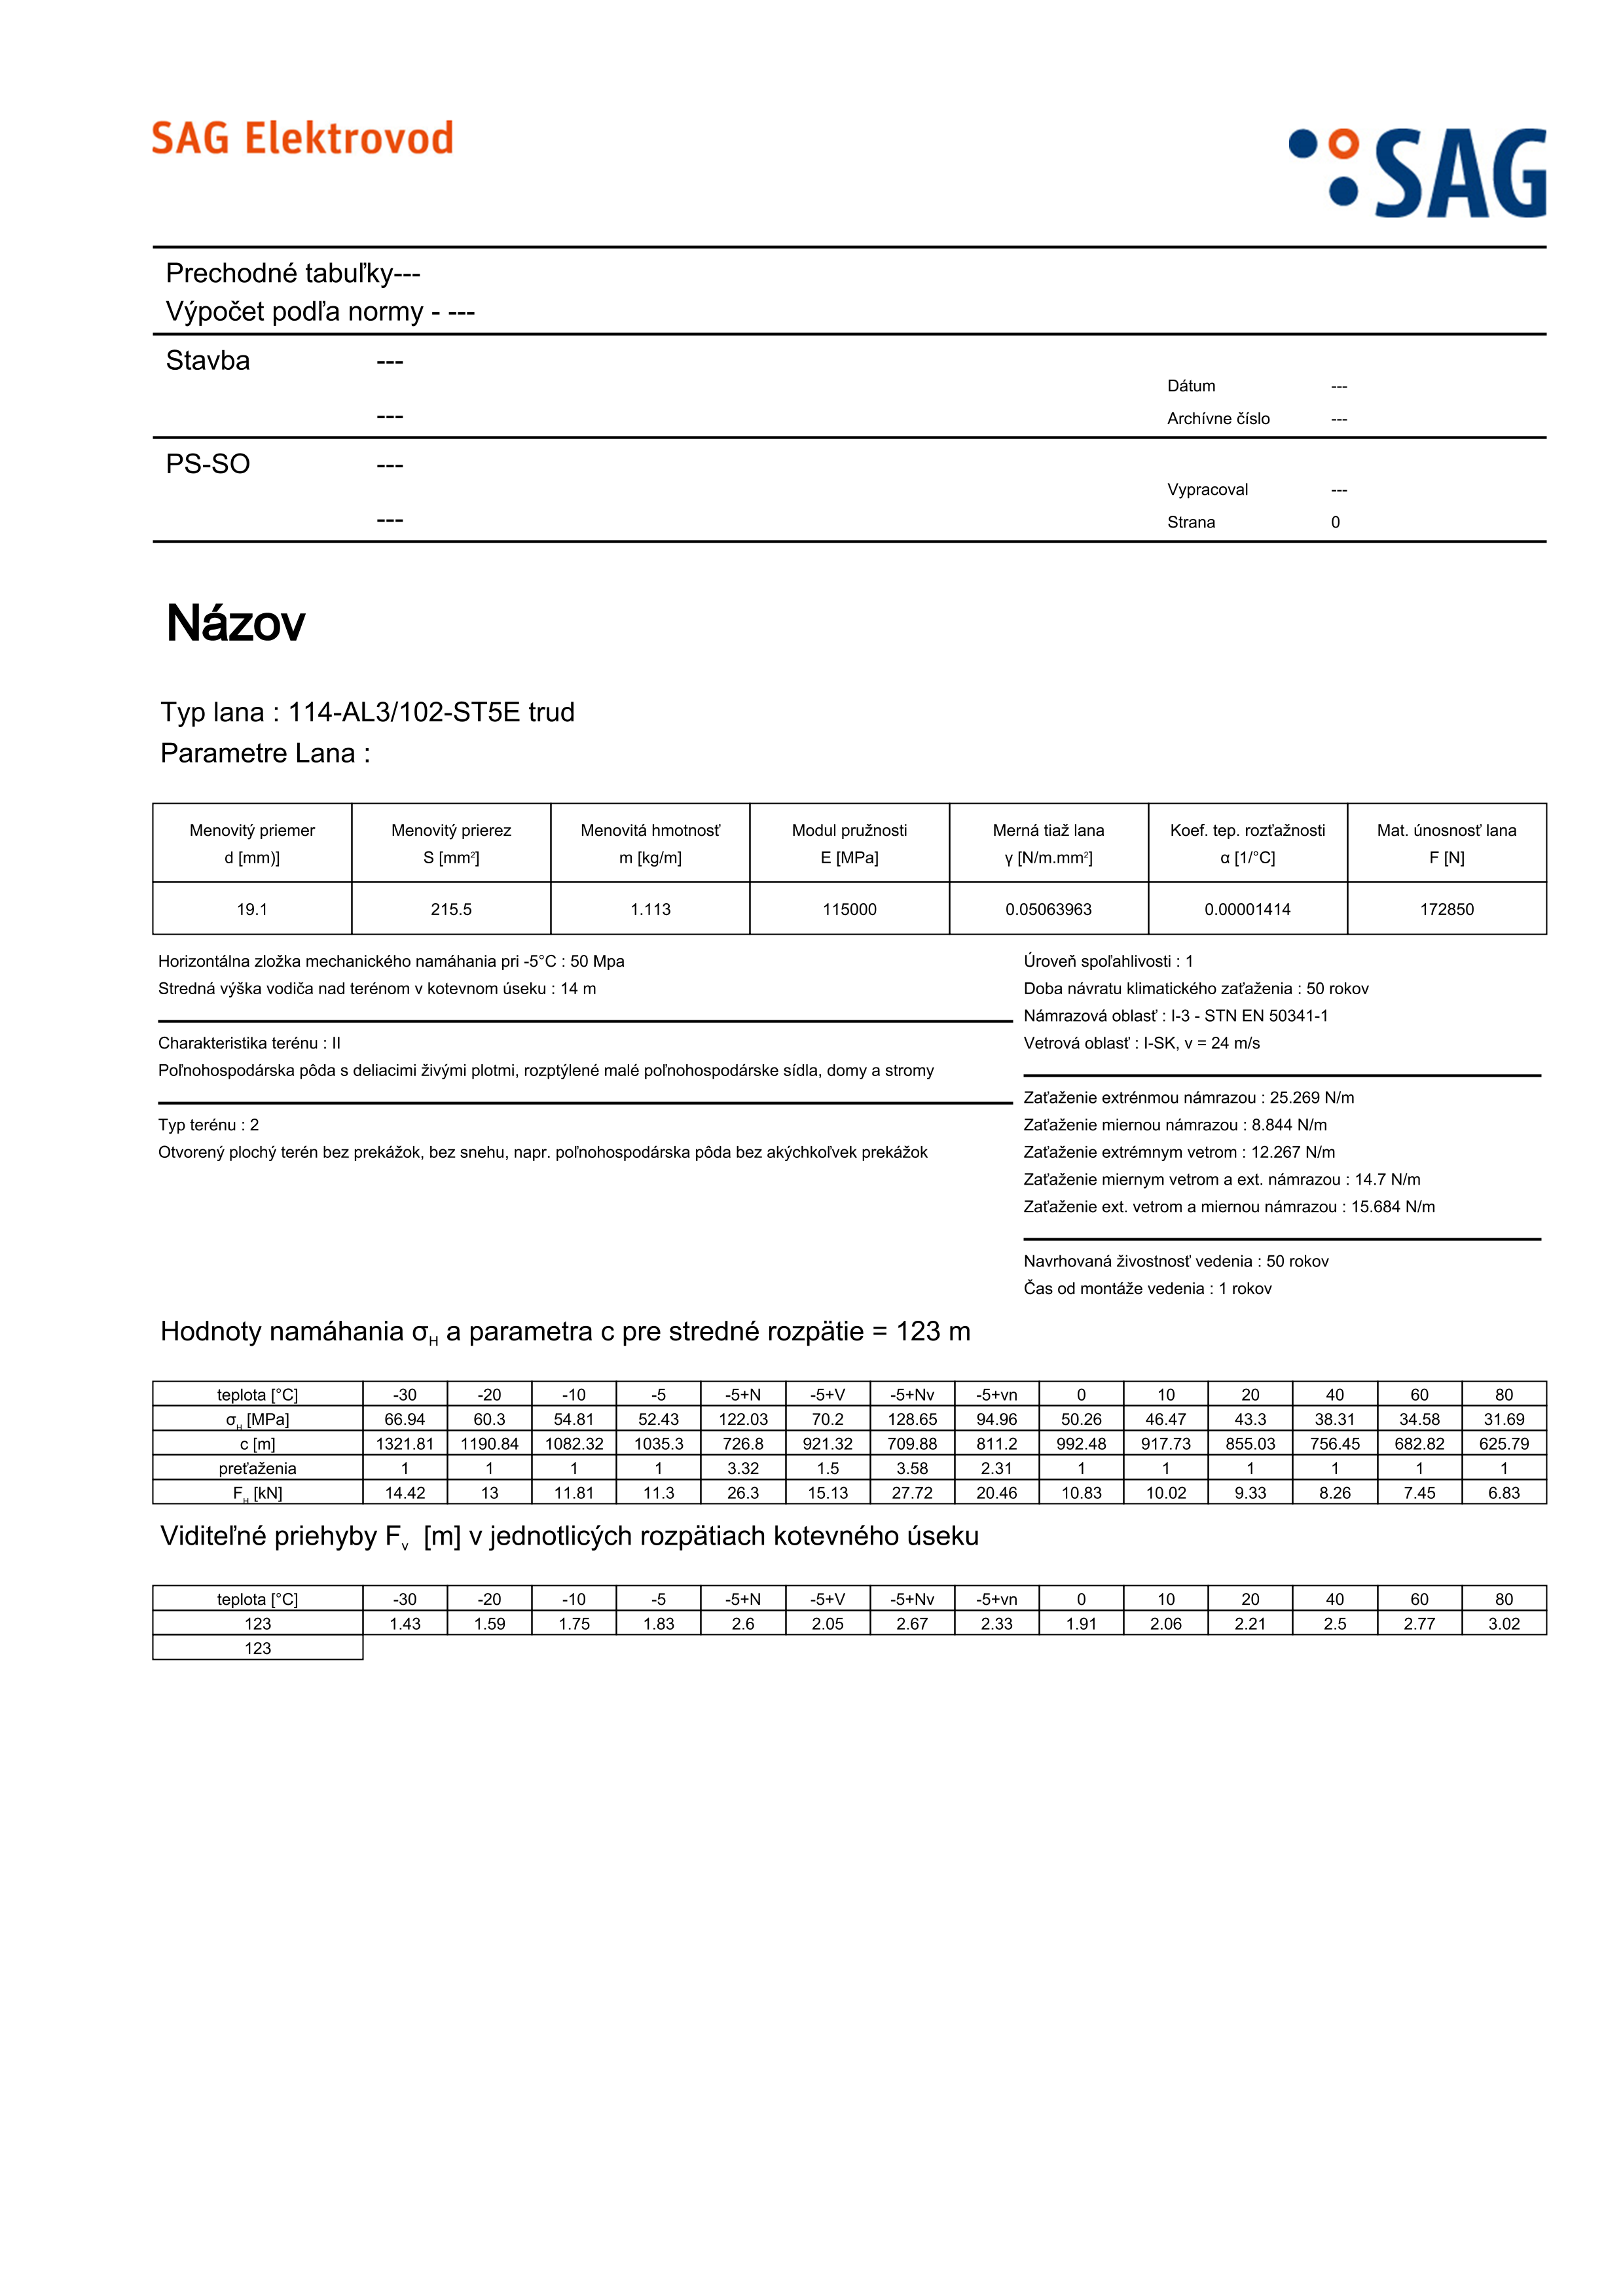 SAG Elektrovod
SAG
Prechodné tabuľky---
Výpočet podľa normy - ---
Stavba ---
Dátum ---
---
Archívne číslo ---
PS-SO ---
Vypracoval ---
---
Strana 0
Názov
Typ lana : 114-AL3/102-ST5E trud
Parametre Lana :
Menovitý priemer Menovitý prierez Menovitá hmotnosť Modul pružnosti Merná tiaž lana Koef. tep. rozťažnosti Mat. únosnosť lana
d [mm)] S [mm²] m [kg/m] E [MPa] γ [N/m.mm²] α [1/°C] F [N]
19.1 215.5 1.113 115000 0.05063963 0.00001414 172850
Horizontálna zložka mechanického namáhania pri -5°C : 50 Mpa
Stredná výška vodiča nad terénom v kotevnom úseku : 14 m
Charakteristika terénu : II
Poľnohospodárska pôda s deliacimi živými plotmi, rozptýlené malé poľnohospodárske sídla, domy a stromy
Typ terénu : 2
Otvorený plochý terén bez prekážok, bez snehu, napr. poľnohospodárska pôda bez akýchkoľvek prekážok
Úroveň spoľahlivosti : 1
Doba návratu klimatického zaťaženia : 50 rokov
Námrazová oblasť : I-3 - STN EN 50341-1
Vetrová oblasť : I-SK, v = 24 m/s
Zaťaženie extrénmou námrazou : 25.269 N/m
Zaťaženie miernou námrazou : 8.844 N/m
Zaťaženie extrémnym vetrom : 12.267 N/m
Zaťaženie miernym vetrom a ext. námrazou : 14.7 N/m
Zaťaženie ext. vetrom a miernou námrazou : 15.684 N/m
Navrhovaná živostnosť vedenia : 50 rokov
Čas od montáže vedenia : 1 rokov
Hodnoty namáhania σH a parametra c pre stredné rozpätie = 123 m
teplota [°C] -30 -20 -10 -5 -5+N -5+V -5+Nv -5+vn 0 10 20 40 60 80
σH [MPa] 66.94 60.3 54.81 52.43 122.03 70.2 128.65 94.96 50.26 46.47 43.3 38.31 34.58 31.69
c [m] 1321.81 1190.84 1082.32 1035.3 726.8 921.32 709.88 811.2 992.48 917.73 855.03 756.45 682.82 625.79
preťaženia 1 1 1 1 3.32 1.5 3.58 2.31 1 1 1 1 1 1
FH [kN] 14.42 13 11.81 11.3 26.3 15.13 27.72 20.46 10.83 10.02 9.33 8.26 7.45 6.83
Viditeľné priehyby Fv [m] v jednotlicých rozpätiach kotevného úseku
teplota [°C] -30 -20 -10 -5 -5+N -5+V -5+Nv -5+vn 0 10 20 40 60 80
123 1.43 1.59 1.75 1.83 2.6 2.05 2.67 2.33 1.91 2.06 2.21 2.5 2.77 3.02
123